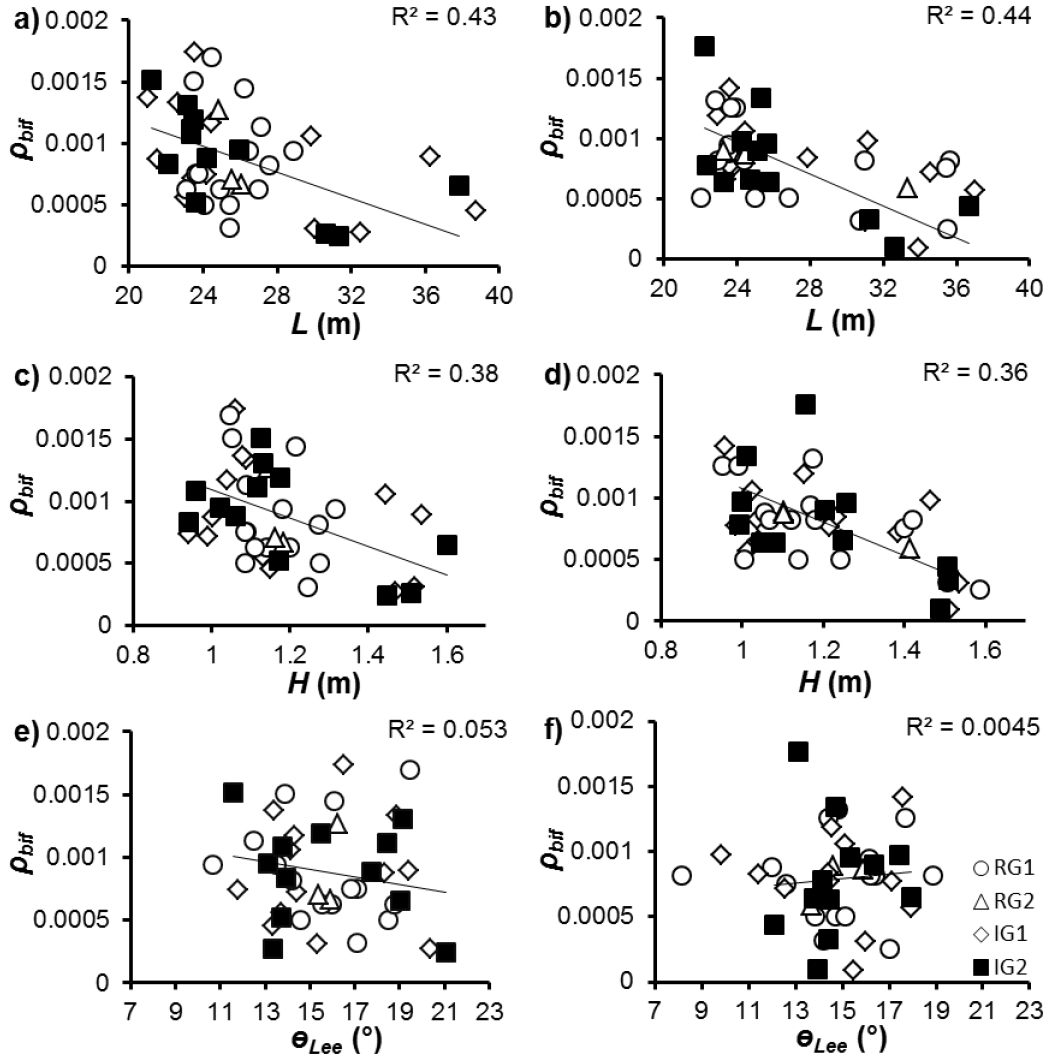 a) R² = 0.43
0.002
0.0015
0.001
0.0005
0
ρbif
20 24 28 32 36 40
L (m)
b) R² = 0.44
0.002
0.0015
0.001
0.0005
0
ρbif
20 24 28 32 36 40
L (m)
c) R² = 0.38
0.002
0.0015
0.001
0.0005
0
ρbif
0.8 1 1.2 1.4 1.6
H (m)
d) R² = 0.36
0.002
0.0015
0.001
0.0005
0
ρbif
0.8 1 1.2 1.4 1.6
H (m)
e) R² = 0.053
0.002
0.0015
0.001
0.0005
0
ρbif
7 9 11 13 15 17 19 21 23
ɵLee (°)
f) R² = 0.0045
0.002
0.0015
0.001
0.0005
0
ρbif
7 9 11 13 15 17 19 21 23
ɵLee (°)
RG1
RG2
IG1
IG2